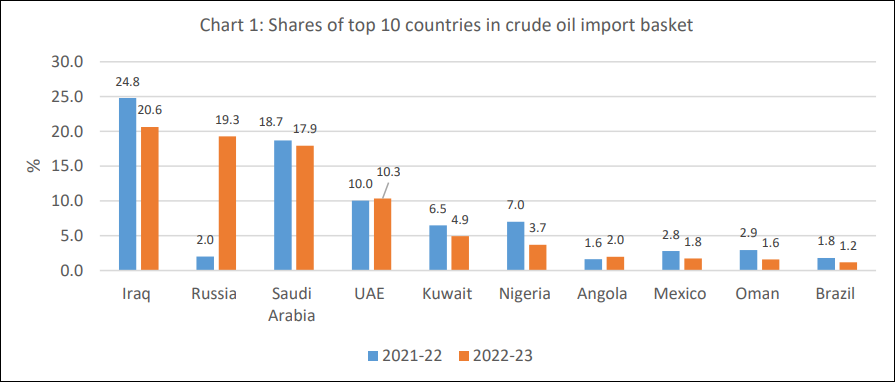 Chart 1: Shares of top 10 countries in crude oil import basket
30.0
25.0
20.0
15.0
10.0
5.0
0.0
%
24.8
20.6
2.0
19.3
18.7
17.9
10.0
10.3
6.5
4.9
7.0
3.7
1.6
2.0
2.8
1.8
2.9
1.6
1.8
1.2
Iraq
Russia
Saudi
Arabia
UAE
Kuwait
Nigeria
Angola
Mexico
Oman
Brazil
2021-22
2022-23